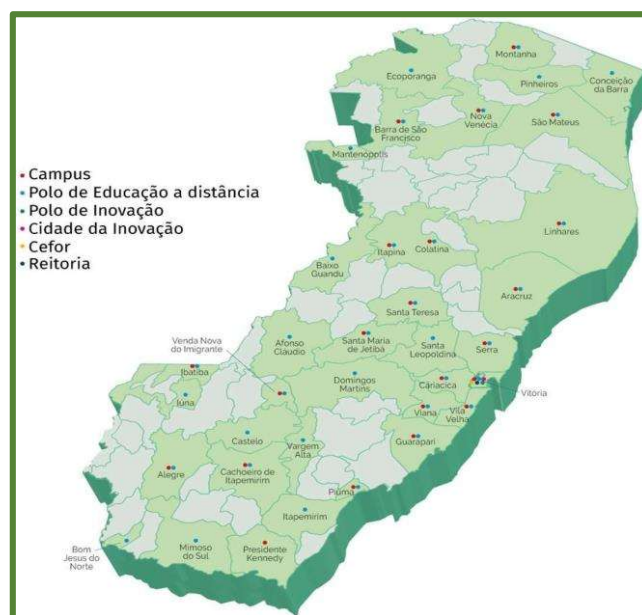 Campus
Polo de Educação a distância
Polo de Inovação
Cidade da Inovação
Cefor
Reitoria
Montanha
Ecoporanga
Pinheiros
Conceição
da Barra
Nova
Venécia
São Mateus
Barra de São
Francisco
Mantenópolis
Linhares
Itapina
Colatina
Baixo
Guandu
Aracruz
Santa Teresa
Venda Nova
do Imigrante
Afonso
Claudio
Santa Maria
de Jetibá
Santa
Leopoldina
Serra
Ibatiba
Domingos
Martins
Cariacica
Vitória
Iúna
Viana
Vila
Velha
Castelo
Vargem
Alta
Guarapari
Alegre
Cachoeiro de
Itapemirim
Piúma
Itapemirim
Bom
Jesus do
Norte
Mimoso
do Sul
Presidente
Kennedy